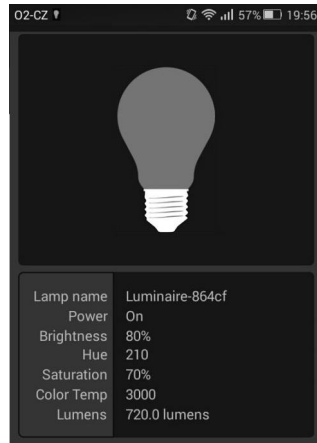 O2-CZ 57% 19:56
Lamp name Luminaire-864cf
Power On
Brightness 80%
Hue 210
Saturation 70%
Color Temp 3000
Lumens 720.0 lumens